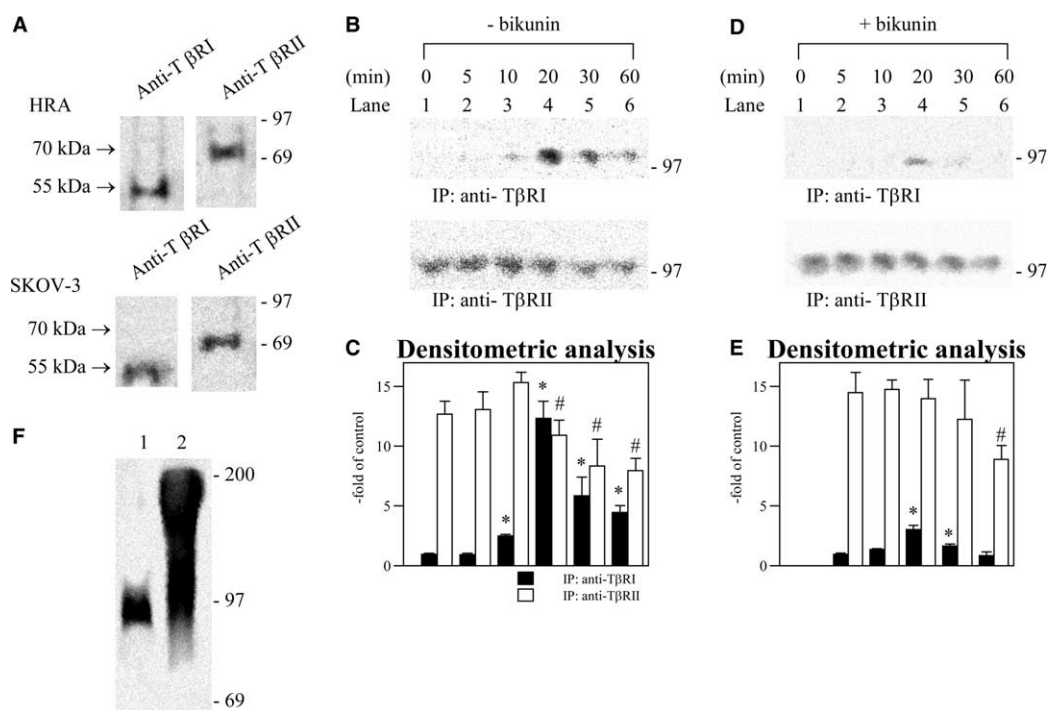 A
Anti-T βRI
Anti-T βRII
HRA
- 97
70 kDa →
- 69
55 kDa →
Anti-T βRI
Anti-T βRII
SKOV-3
- 97
70 kDa →
- 69
55 kDa →
B
- bikunin
(min) 0 5 10 20 30 60
Lane 1 2 3 4 5 6
- 97
IP: anti- TβRI
- 97
IP: anti- TβRII
D
+ bikunin
(min) 0 5 10 20 30 60
Lane 1 2 3 4 5 6
- 97
IP: anti- TβRI
- 97
IP: anti- TβRII
C Densitometric analysis
-fold of control
15
10
5
0
* * * *
# # #
IP: anti-TβRI
IP: anti-TβRII
E Densitometric analysis
-fold of control
15
10
5
0
* *
#
F
1 2
- 200
- 97
- 69